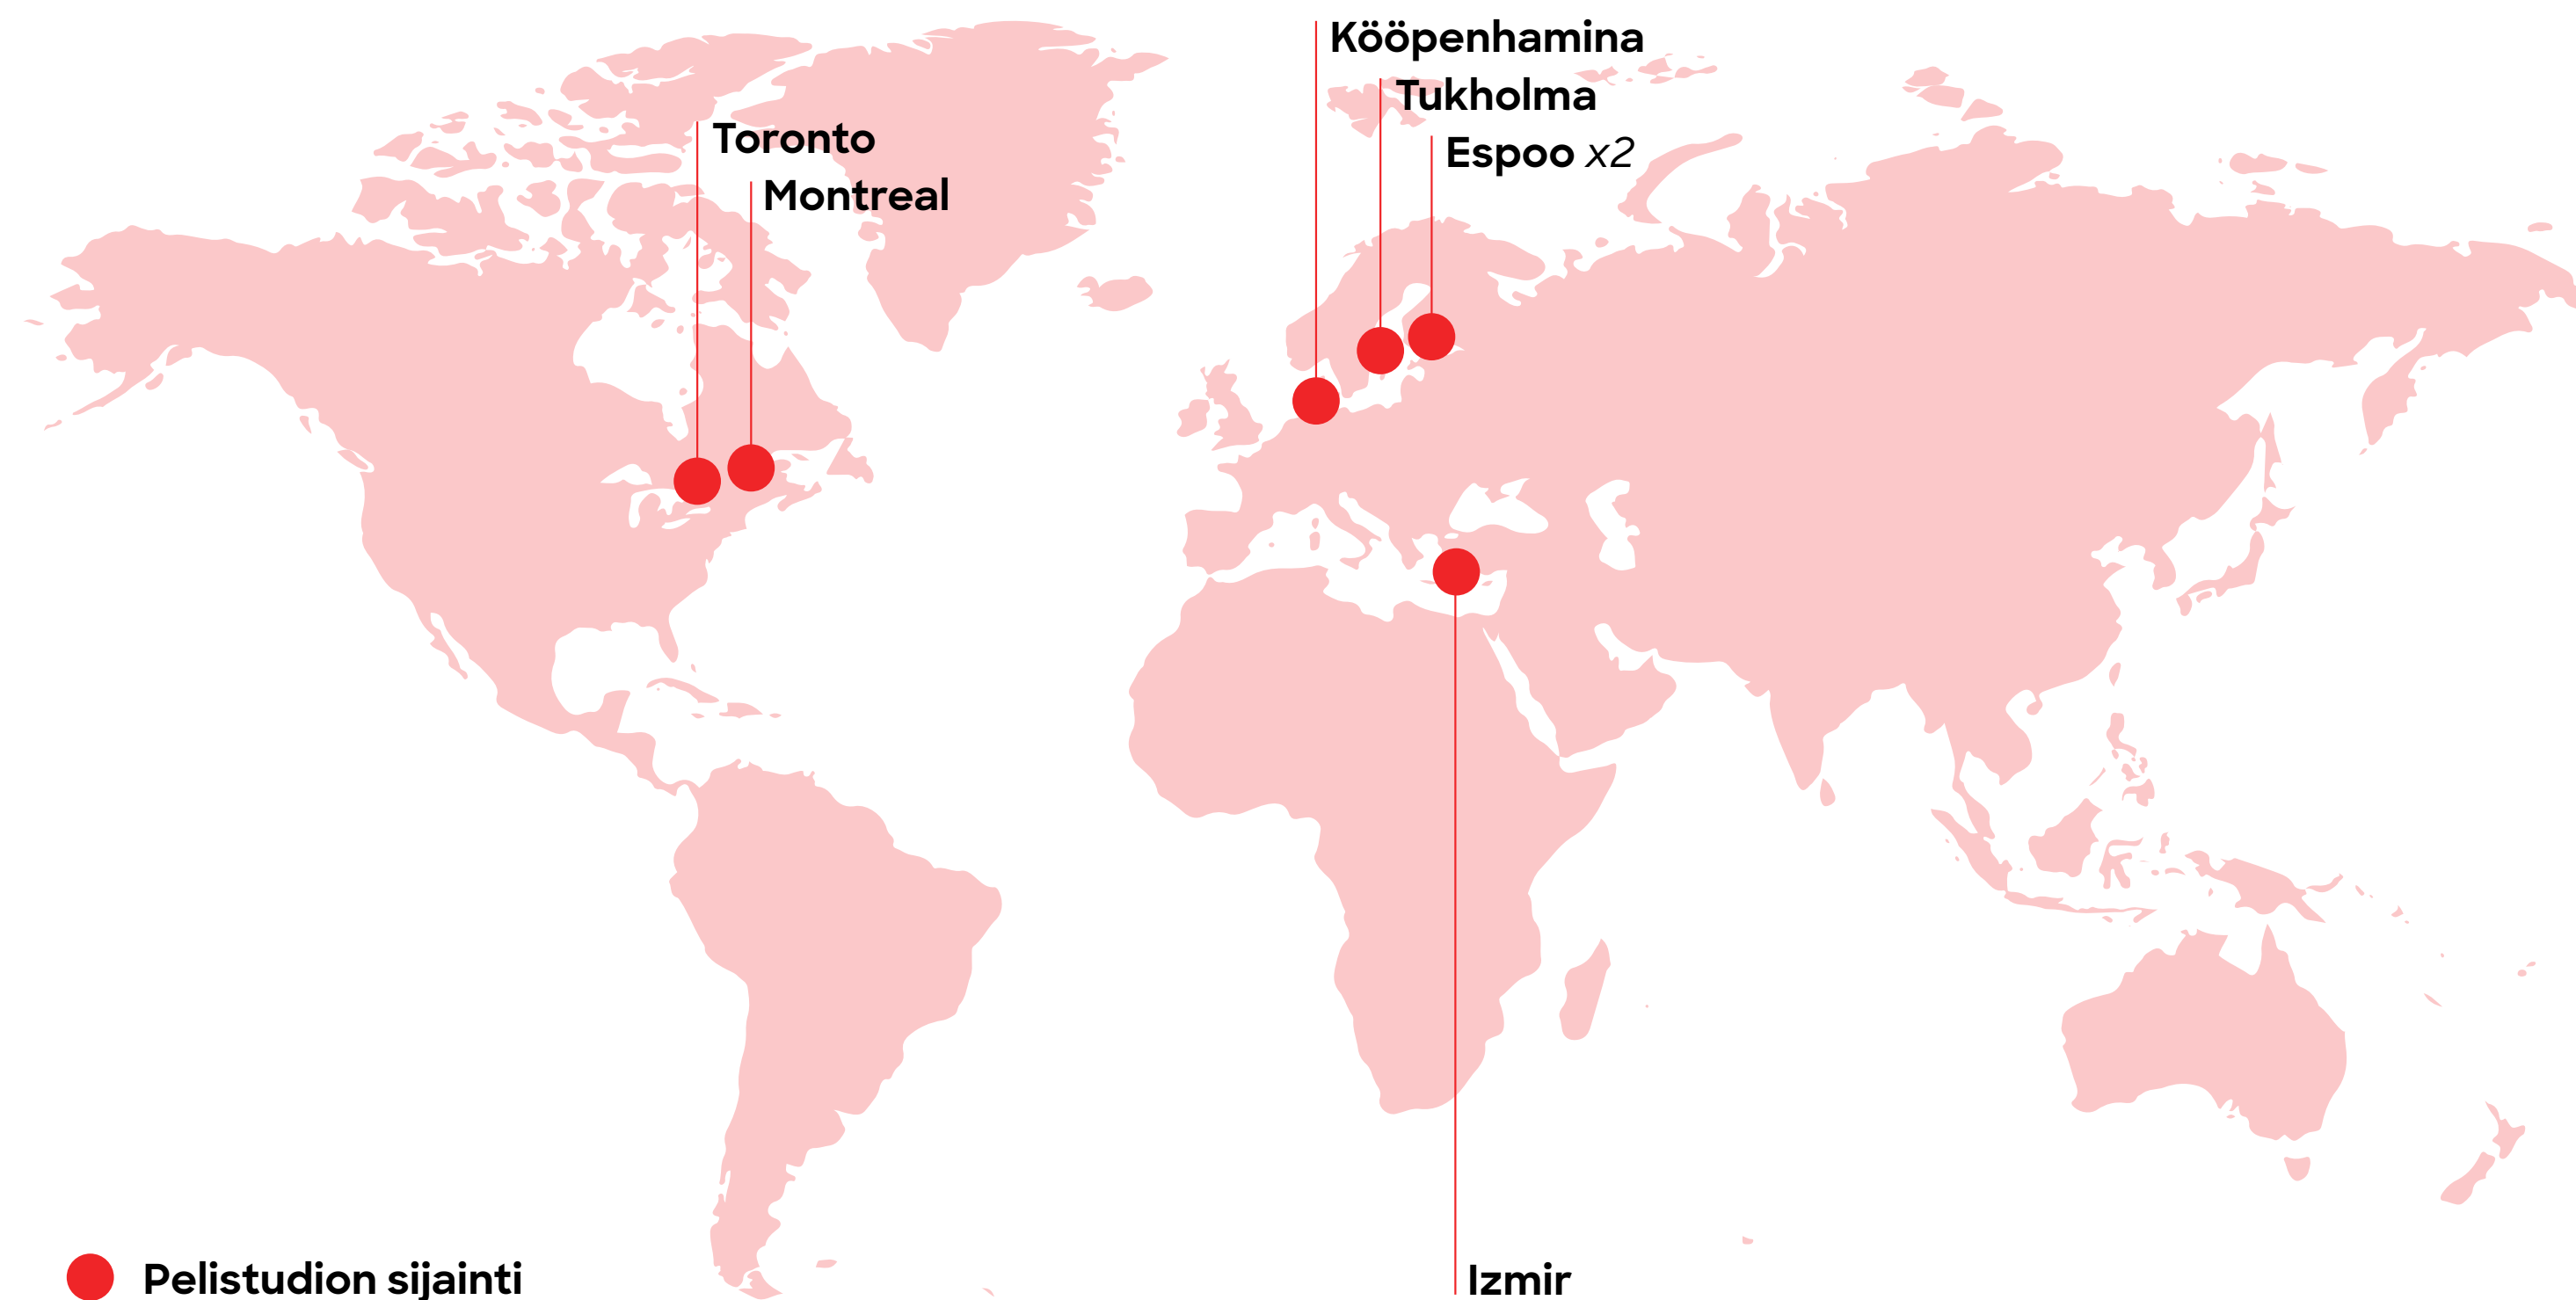 Kööpenhamina
Tukholma
Toronto
Espoo x2
Montreal
Izmir
Pelistudion sijainti